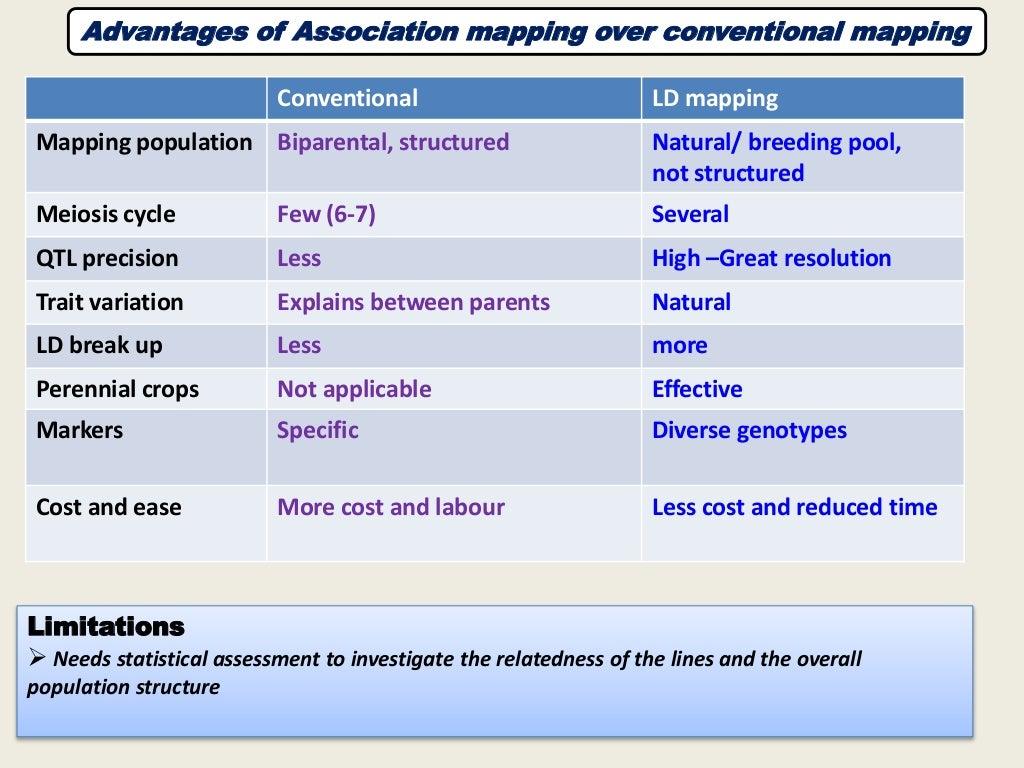 Advantages of Association mapping over conventional mapping
Conventional LD mapping
Mapping population Biparental, structured Natural/ breeding pool,
not structured
Meiosis cycle Few (6-7) Several
QTL precision Less High –Great resolution
Trait variation Explains between parents Natural
LD break up Less more
Perennial crops Not applicable Effective
Markers Specific Diverse genotypes
Cost and ease More cost and labour Less cost and reduced time
Limitations
➢ Needs statistical assessment to investigate the relatedness of the lines and the overall
population structure